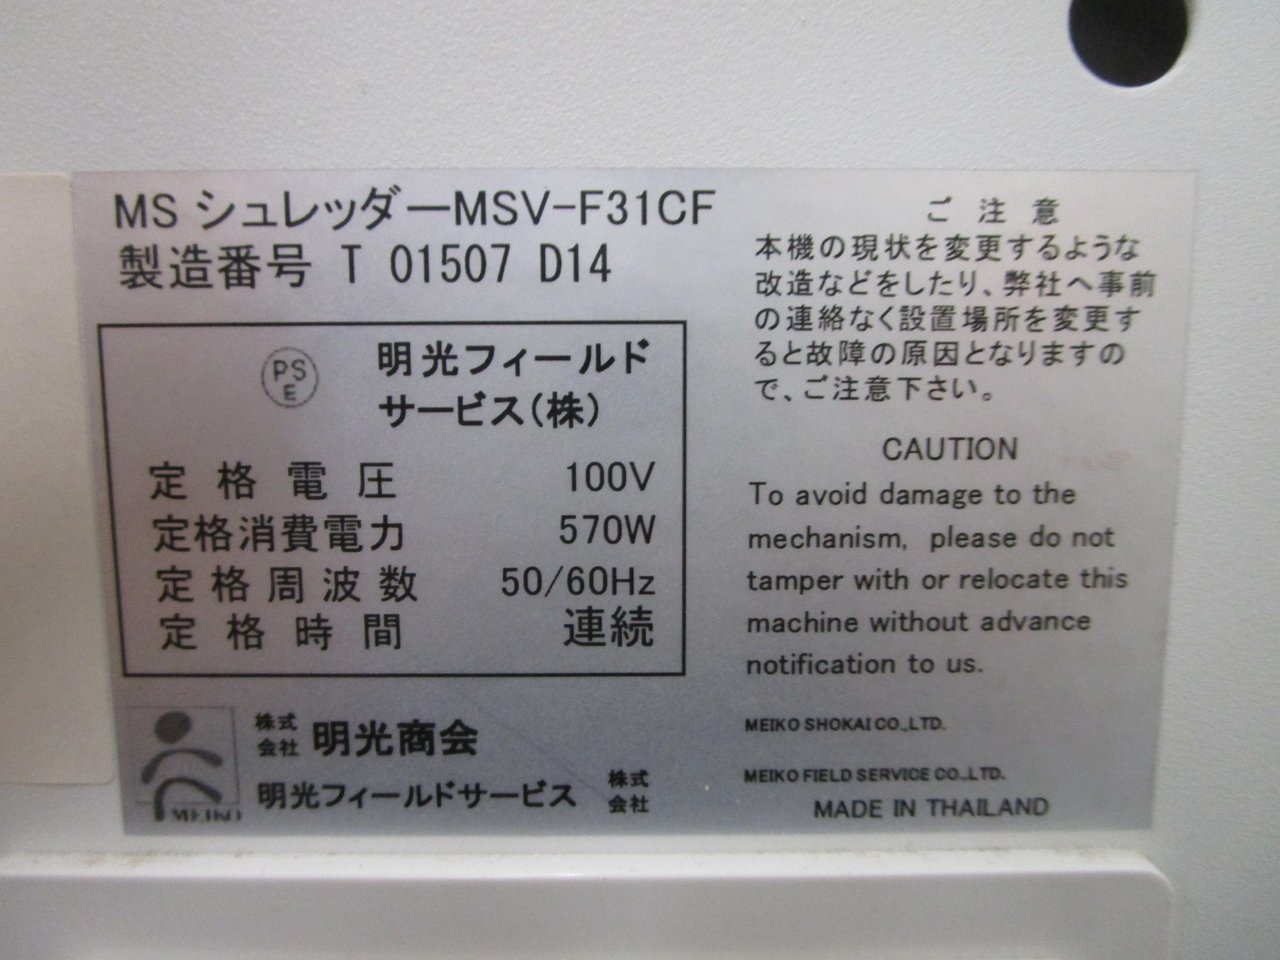 MS シュレッダーMSV-F31CF
製造番号 T 01507 D14
PS
E
明光フィールド
サービス(株)
定格電圧 100V
定格消費電力 570W
定格周波数 50/60Hz
定格時間 連続
株式
会社 明光商会
明光フィールドサービス 株式
会社
MEIKO
ご注意
本機の現状を変更するような
改造などをしたり、弊社へ事前
の連絡なく設置場所を変更す
ると故障の原因となりますの
で、ご注意下さい。
CAUTION
To avoid damage to the
mechanism, please do not
tamper with or relocate this
machine without advance
notification to us.
MEIKO SHOKAI CO.,LTD.
MEIKO FIELD SERVICE CO.,LTD.
MADE IN THAILAND